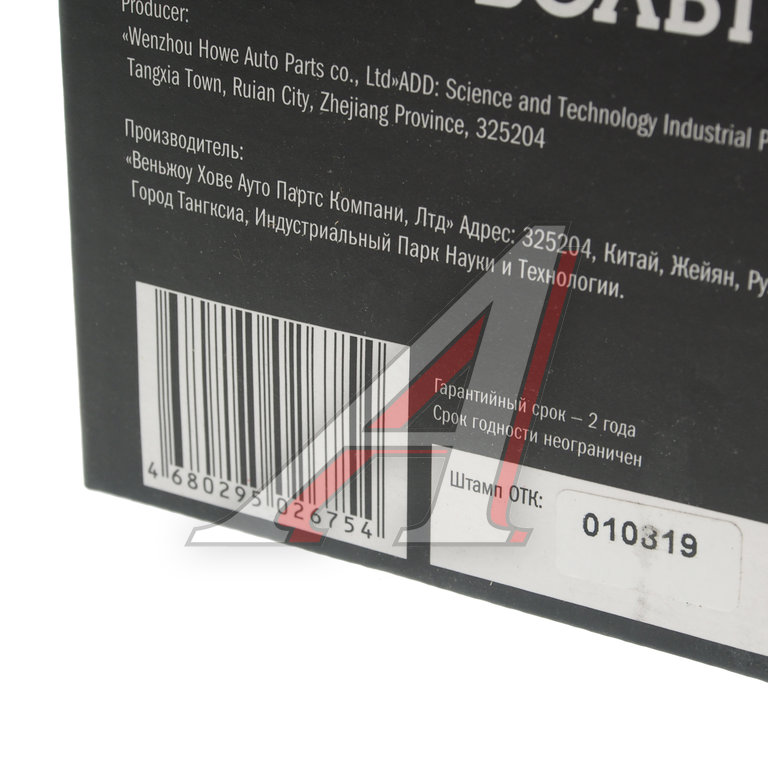 Producer:
«Wenzhou Howe Auto Parts co., Ltd»ADD: Science and Technology Industrial
Tangxia Town, Ruian City, Zhejiang Province, 325204
Производитель:
«Веньжоу Хове Ауто Партс Компани, Лтд» Адрес: 325204, Китай, Жейян,
Город Тангксиа, Индустриальный Парк Науки и Технологии.
Гарантийный срок – 2 года
Срок годности неограничен
Штамп ОТК:
010319
4 680295 026754